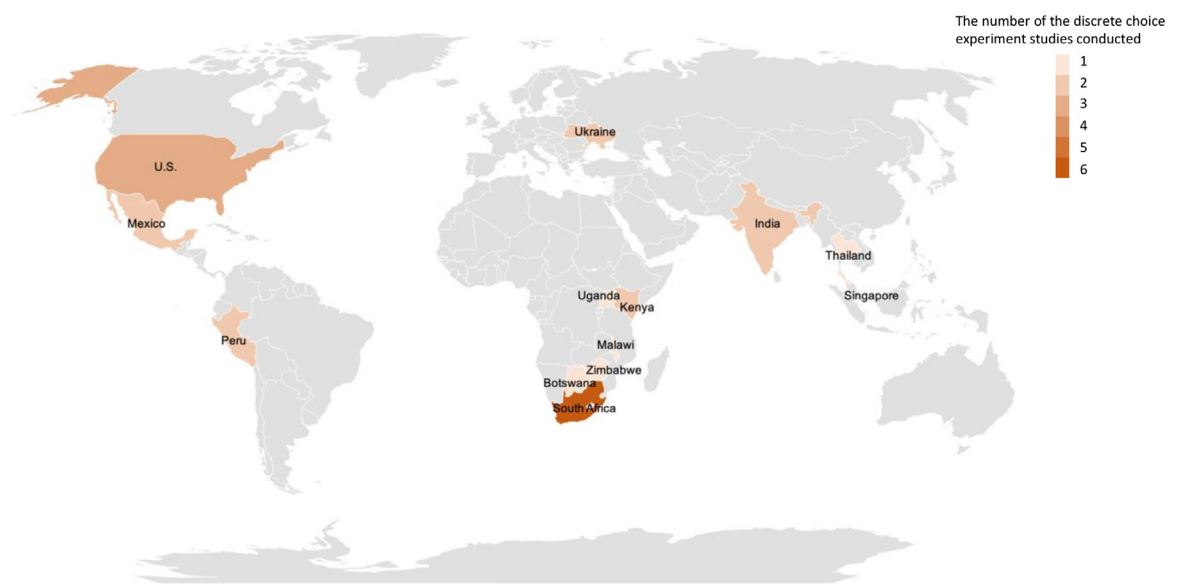 The number of the discrete choice
experiment studies conducted
1
2
3
4
5
6
Ukraine
U.S.
Mexico
India
Thailand
Singapore
Uganda
Kenya
Peru
Malawi
Zimbabwe
Botswana
South Africa